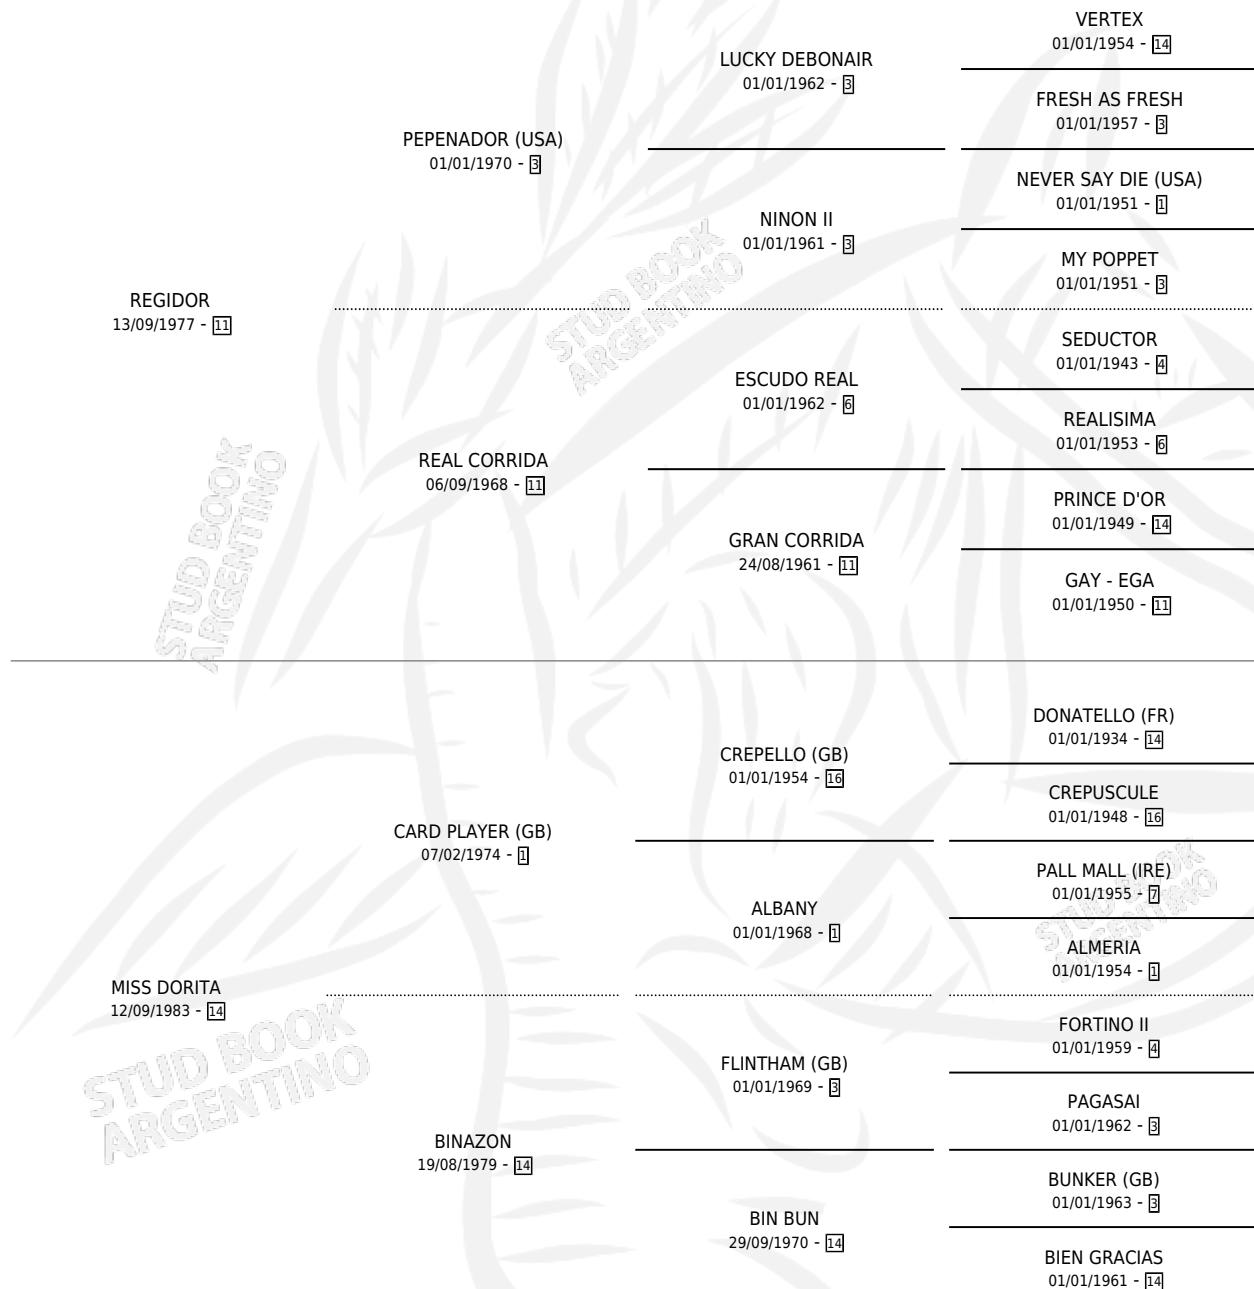 VERTEX
01/01/1954 - 14
LUCKY DEBONAIR
01/01/1962 - 3
FRESH AS FRESH
01/01/1957 - 3
PEPENADOR (USA)
01/01/1970 - 3
NEVER SAY DIE (USA)
01/01/1951 - 1
NINON II
01/01/1961 - 3
MY POPPET
01/01/1951 - 3
REGIDOR
13/09/1977 - 11
SEDUCTOR
01/01/1943 - 4
ESCUDO REAL
01/01/1962 - 6
REALISIMA
01/01/1953 - 6
REAL CORRIDA
06/09/1968 - 11
PRINCE D'OR
01/01/1949 - 14
GRAN CORRIDA
24/08/1961 - 11
GAY - EGA
01/01/1950 - 11
DONATELLO (FR)
01/01/1934 - 14
CREPELLO (GB)
01/01/1954 - 16
CREPUSCULE
01/01/1948 - 16
CARD PLAYER (GB)
07/02/1974 - 1
PALL MALL (IRE)
01/01/1955 - 7
ALBANY
01/01/1968 - 1
ALMERIA
01/01/1954 - 1
MISS DORITA
12/09/1983 - 14
FORTINO II
01/01/1959 - 4
FLINTHAM (GB)
01/01/1969 - 3
PAGASAI
01/01/1962 - 3
BINAZON
19/08/1979 - 14
BUNKER (GB)
01/01/1963 - 3
BIN BUN
29/09/1970 - 14
BIEN GRACIAS
01/01/1961 - 14
STUD BOOK
ARGENTINO
STUD BOOK
ARGENTINO
STUD BOOK
ARGENTINO
STUD BOOK
ARGENTINO